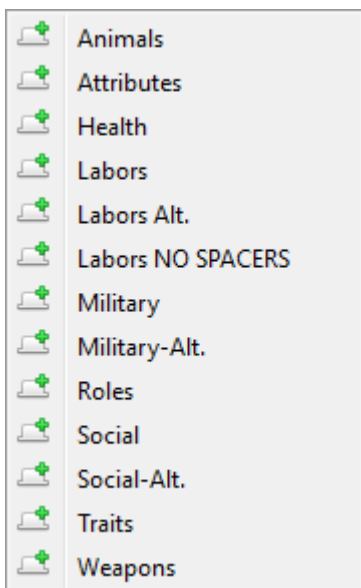 Animals
Attributes
Health
Labors
Labors Alt.
Labors NO SPACERS
Military
Military-Alt.
Roles
Social
Social-Alt.
Traits
Weapons